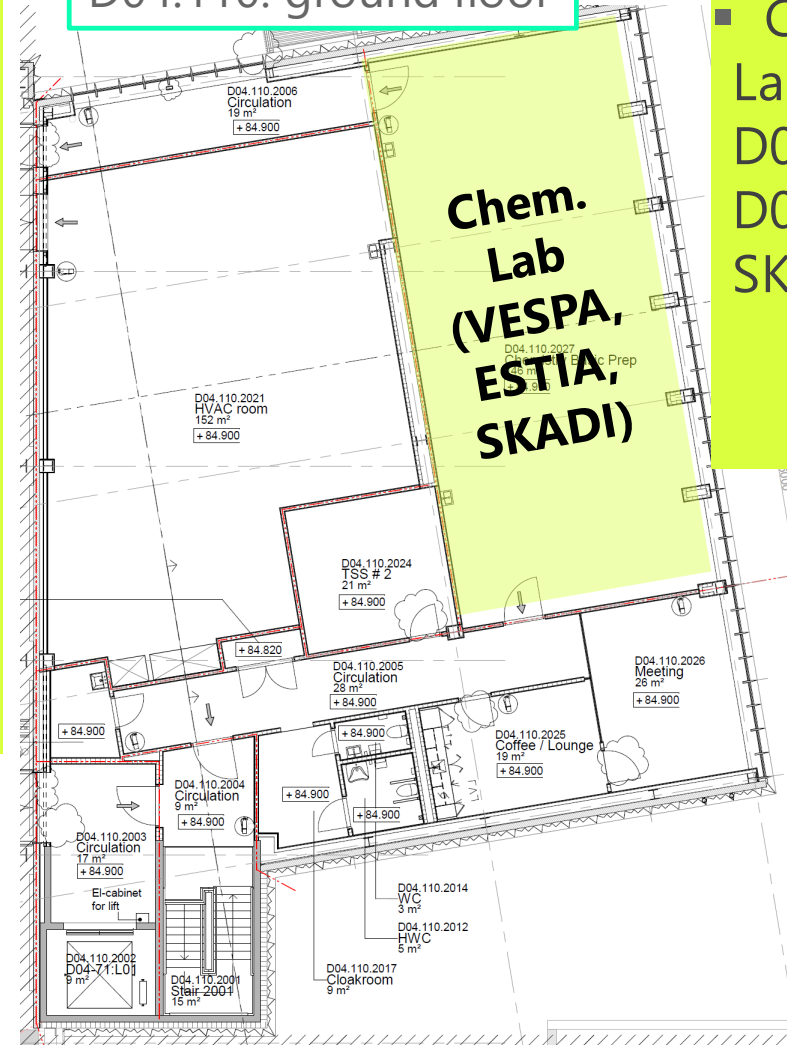 D04.110: ground floor
La
D0
D0
SK
D04.110.2006
Circulation
19 m²
+ 84.900
Chem.
Lab
(VESPA,
ESTIA,
SKADI)
D04.110.2027
D04.110.2021
HVAC room
152 m²
+ 84.900
D04.110.2024
TSS # 2
21 m²
+ 84.900
+ 84.820
D04.110.2005
Circulation
28 m²
+ 84.900
D04.110.2026
Meeting
26 m²
+ 84.900
+ 84.900
+ 84.900
D04.110.2025
Coffee / Lounge
19 m²
+ 84.900
D04.110.2004
Circulation
9 m²
+ 84.900
+ 84.900
+ 84.900
D04.110.2003
Circulation
17 m²
+ 84.900
El-cabinet
for lift
D04.110.2014
WC
3 m²
D04.110.2012
HWC
5 m²
D04.110.2017
Cloakroom
9 m²
D04.110.2002
D04-71:L01
9 m²
D04.110.2001
Stair 2001
15 m²